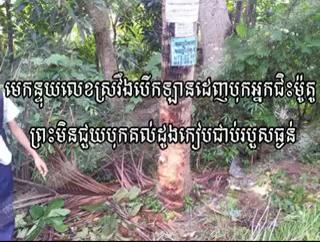 មេកន្ទុយលេខស្រវឹងបើកឡានដេញបុកអ្នកជិះម៉ូតូ
ព្រះមិនជួយបុកគល់ដូងកៀបជាប់របួសធ្ងន់